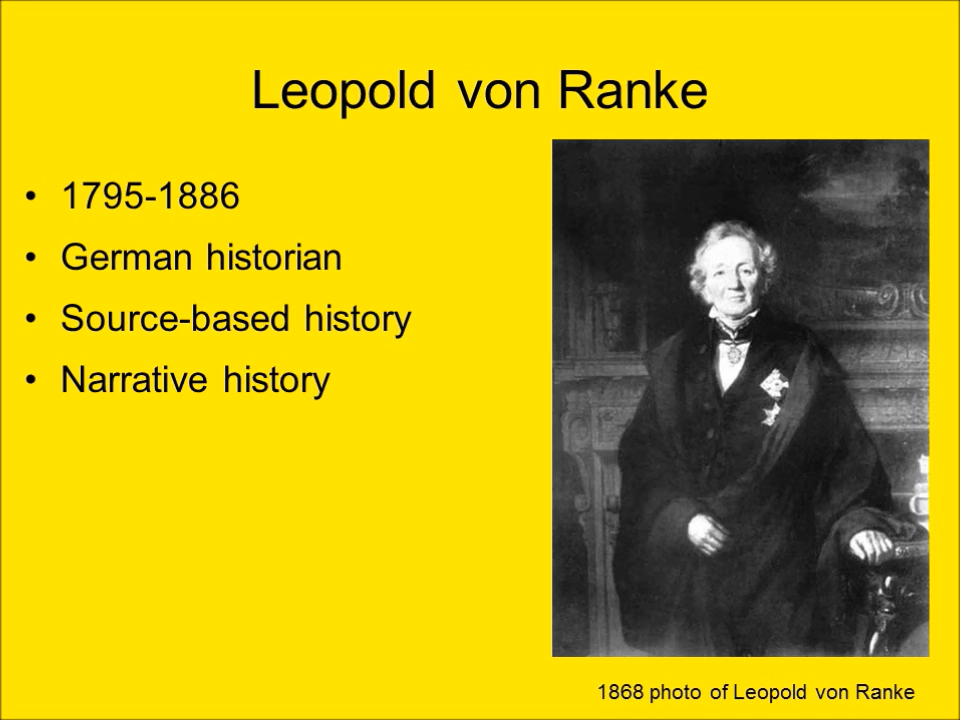 Leopold von Ranke
• 1795-1886
• German historian
• Source-based history
• Narrative history
1868 photo of Leopold von Ranke